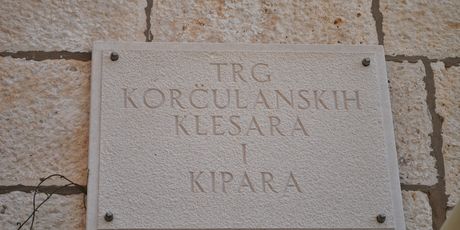 TRG
KORČULANSKIH
KLESARA
I
KIPARA